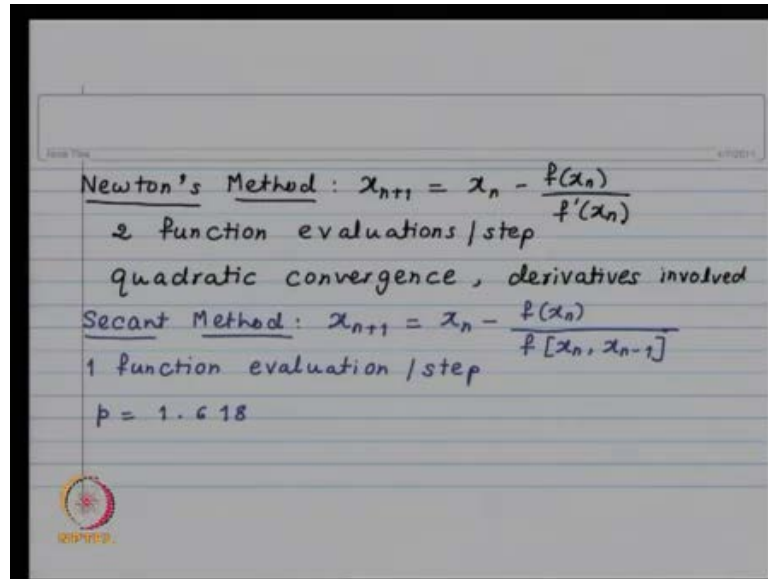 Newton's Method : xₙ₊₁ = xₙ - f(xₙ)/f'(xₙ)
2 function evaluations / step
quadratic convergence , derivatives involved
Secant Method : xₙ₊₁ = xₙ - f(xₙ)/f[xₙ, xₙ₋₁]
1 function evaluation / step
p = 1.618
NPTEL